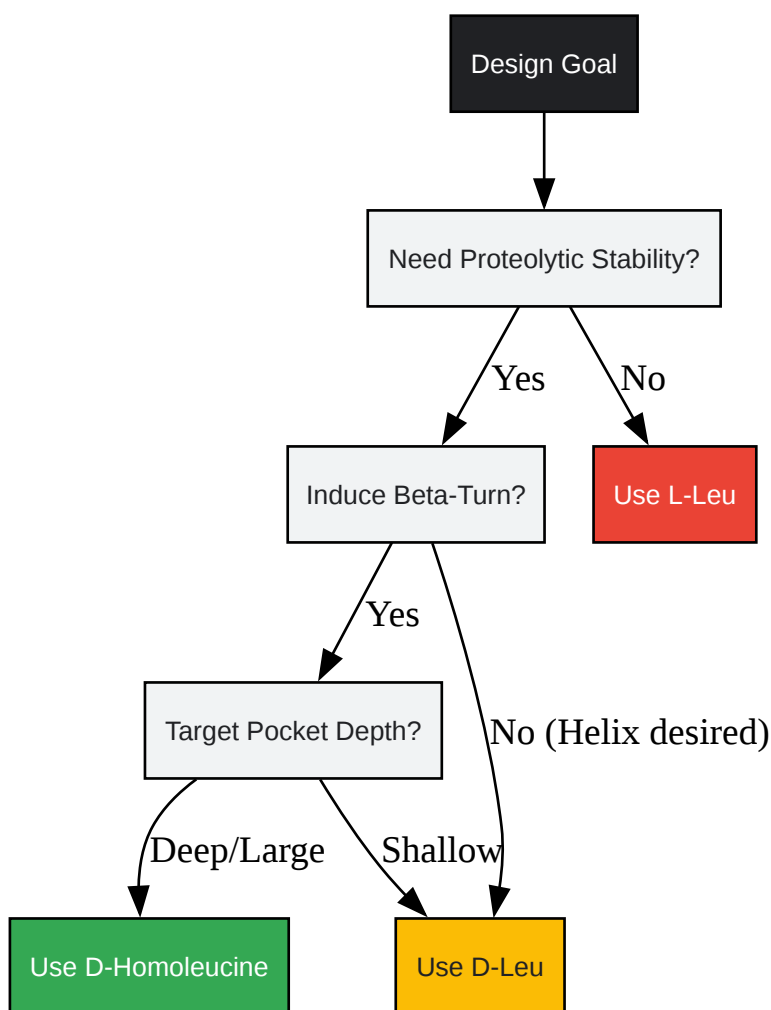 Design Goal
Need Proteolytic Stability?
Yes
No
Induce Beta-Turn?
Use L-Leu
Yes
Target Pocket Depth?
No (Helix desired)
Deep/Large
Shallow
Use D-Homoleucine
Use D-Leu